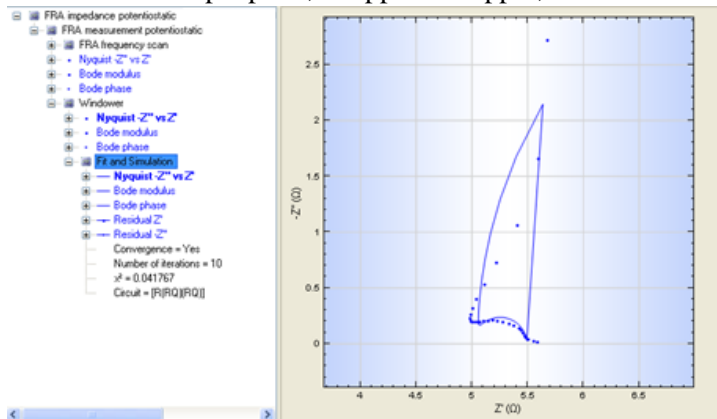 FRA impedance potentiostatic
FRA measurement potentiostatic
FRA frequency scan
Nyquist -Z'' vs Z'
Bode modulus
Bode phase
Windower
Nyquist -Z'' vs Z'
Bode modulus
Bode phase
Fit and Simulation
Nyquist -Z'' vs Z'
Bode modulus
Bode phase
Residual Z'
Residual -Z''
Convergence = Yes
Number of iterations = 10
χ² = 0.041767
Circuit = [R(RQ)(RQ)]
-Z'' (Ω)
2.5
2
1.5
1
0.5
0
4
4.5
5
5.5
6
6.5
Z' (Ω)